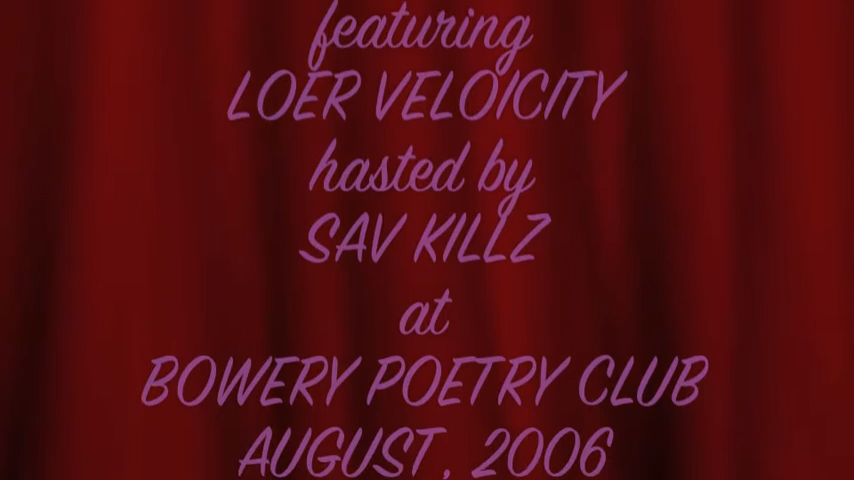 featuring
LOER VELOICITY
hasted by
SAV KILLZ
at
BOWERY POETRY CLUB
AUGUST, 2006